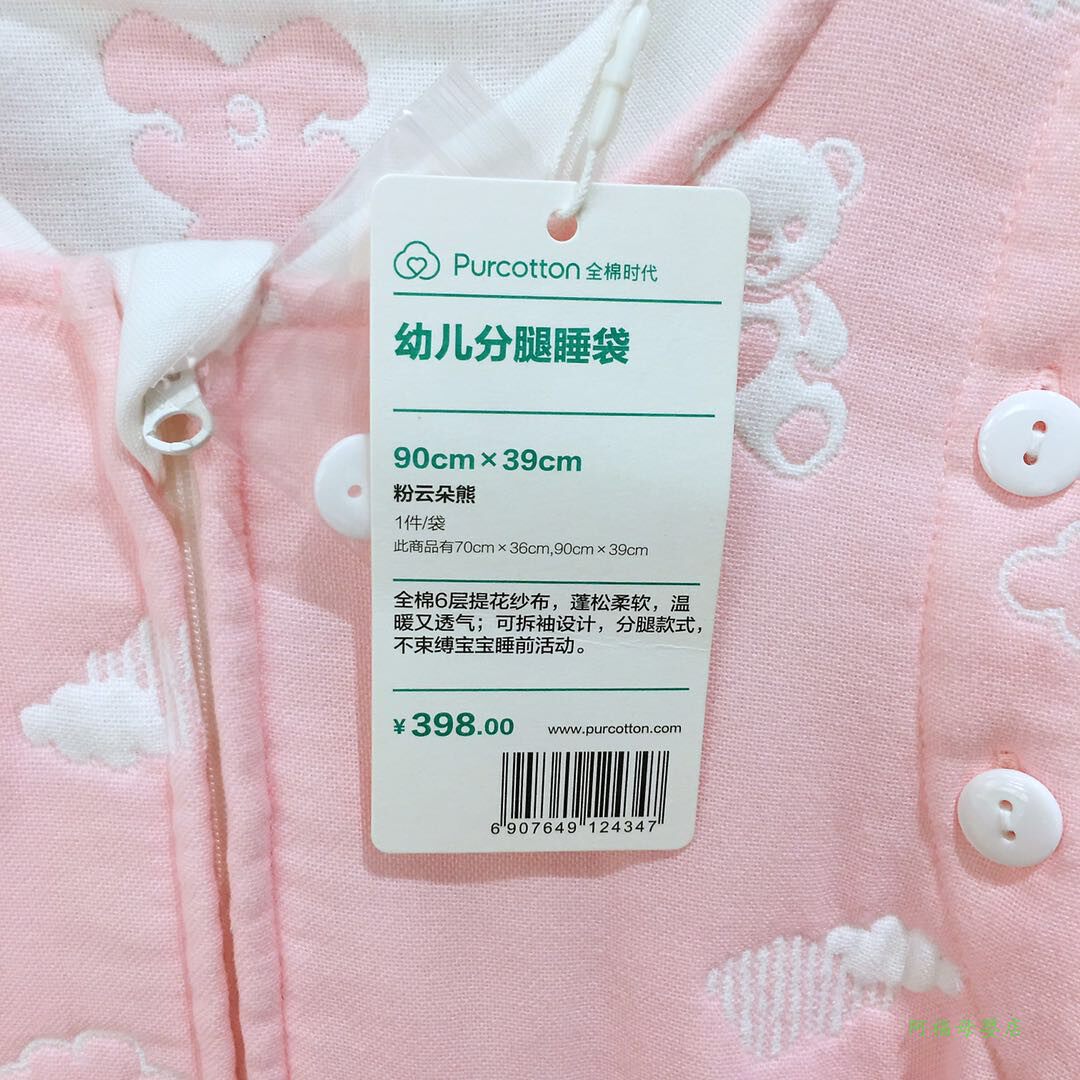 Purcotton 全棉时代
幼儿分腿睡袋
90cm×39cm
粉云朵熊
1件/袋
此商品有70cm×36cm,90cm×39cm
全棉6层提花纱布，蓬松柔软，温
暖又透气；可拆袖设计，分腿款式，
不束缚宝宝睡前活动。
¥398.00 www.purcotton.com
6 907649 124347